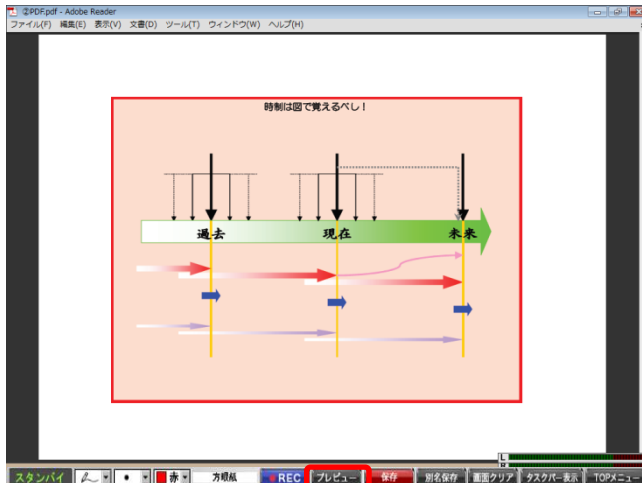 ②PDF.pdf - Adobe Reader
ファイル(F) 編集(E) 表示(V) 文書(D) ツール(T) ウィンドウ(W) ヘルプ(H)
時制は図で覚えるべし！
過去 現在 未来
L
R
スタンバイ 赤 方眼紙 REC プレビュー 保存 別名保存 画面クリア タスクバー表示 TOPメニュー